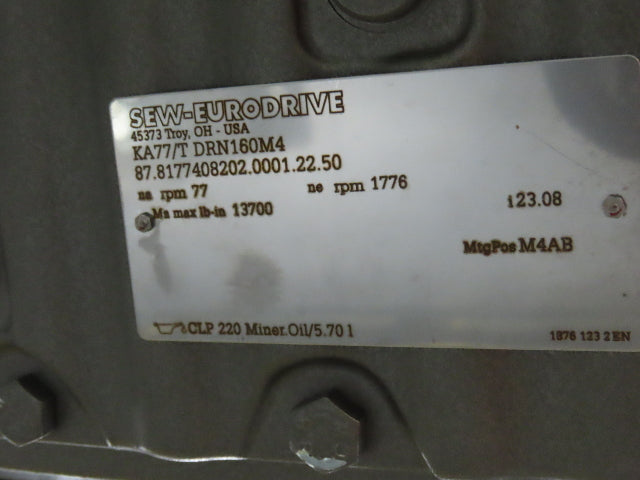 SEW-EURODRIVE
45373 Troy, OH - USA
KA77/T DRN160M4
87.8177408202.0001.22.50
na rpm 77 ne rpm 1776 i 23.08
Ma max lb-in 13700
MtgPos M4AB
CLP 220 Miner.Oil/5.70 l
1876 123 2 EN